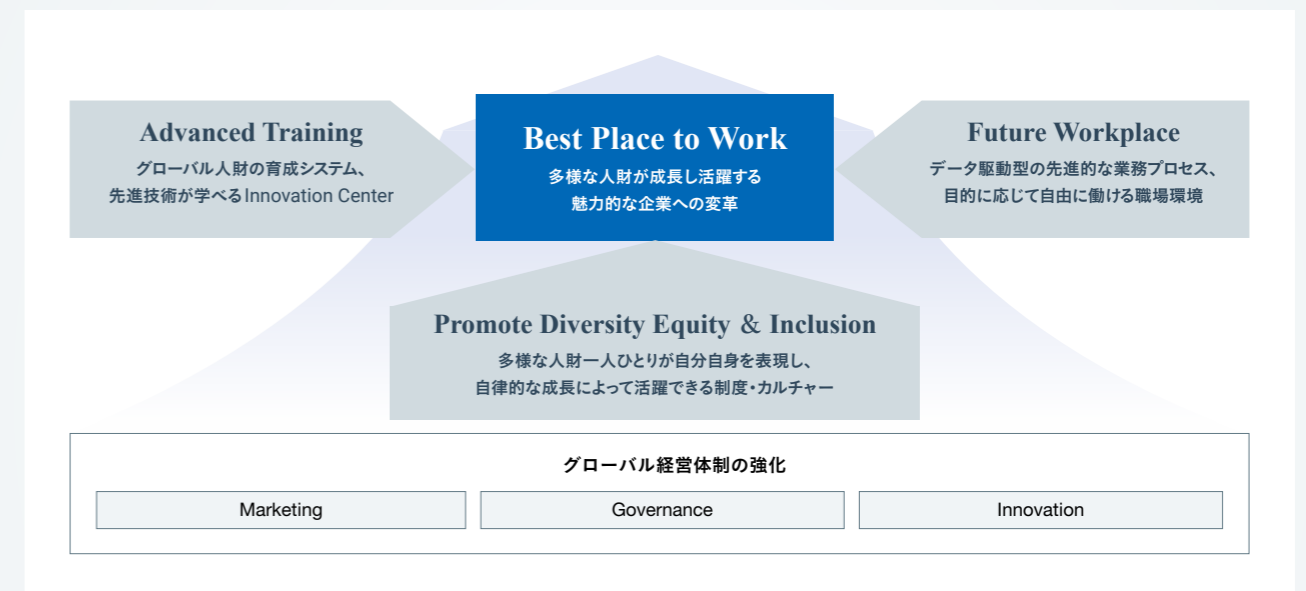 Advanced Training
グローバル人財の育成システム、
先進技術が学べるInnovation Center
Best Place to Work
多様な人財が成長し活躍する
魅力的な企業への変革
Future Workplace
データ駆動型の先進的な業務プロセス、
目的に応じて自由に働ける職場環境
Promote Diversity Equity & Inclusion
多様な人財一人ひとりが自分自身を表現し、
自律的な成長によって活躍できる制度・カルチャー
グローバル経営体制の強化
Marketing
Governance
Innovation